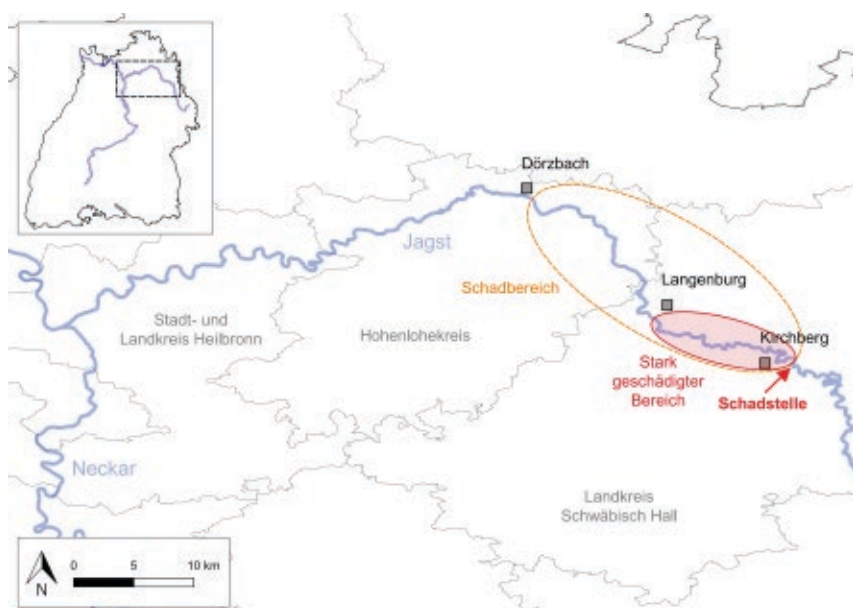 Dörzbach
Jagst
Schadbereich
Langenburg
Stadt- und
Landkreis Heilbronn
Hohenlohekreis
Kirchberg
Stark
geschädigter
Bereich
Schadstelle
Neckar
Landkreis
Schwäbisch Hall
N
0 5 10 km